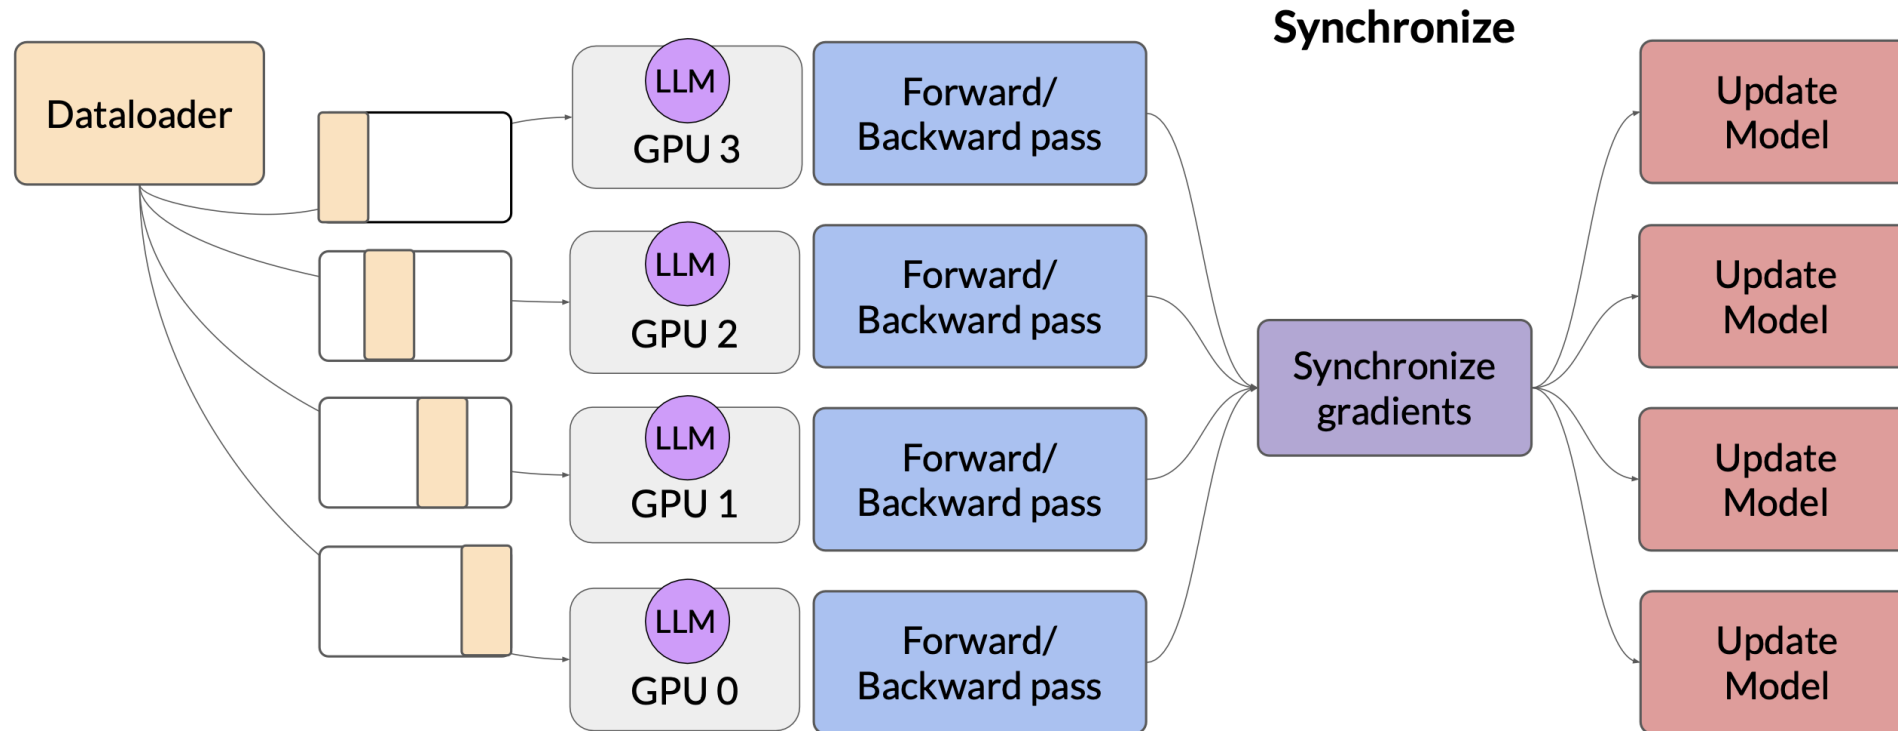 Synchronize
Dataloader
LLM
GPU 3
Forward/
Backward pass
Update
Model
LLM
GPU 2
Forward/
Backward pass
Update
Model
Synchronize
gradients
LLM
GPU 1
Forward/
Backward pass
Update
Model
LLM
GPU 0
Forward/
Backward pass
Update
Model